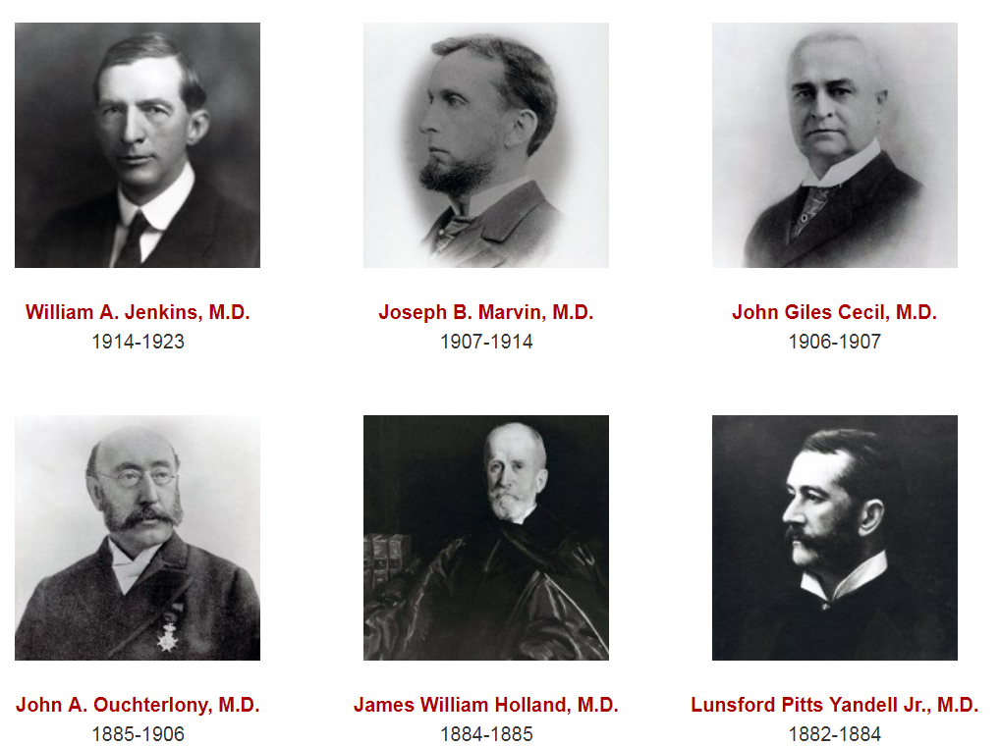 William A. Jenkins, M.D.
1914-1923
Joseph B. Marvin, M.D.
1907-1914
John Giles Cecil, M.D.
1906-1907
John A. Ouchterlony, M.D.
1885-1906
James William Holland, M.D.
1884-1885
Lunsford Pitts Yandell Jr., M.D.
1882-1884